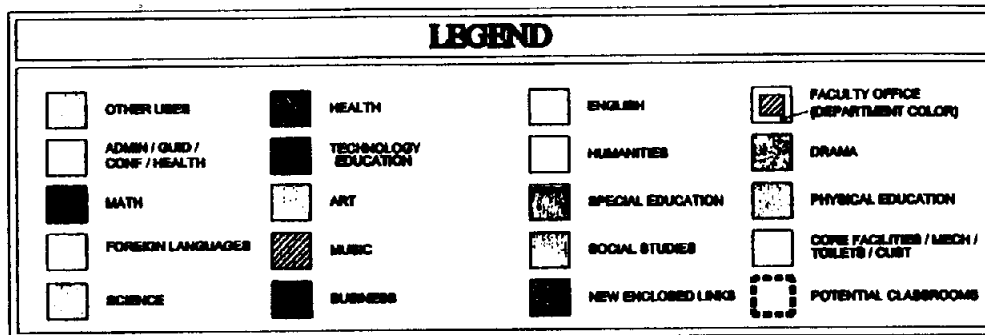 LEGEND
OTHER USES
ADMIN / GUID /
CONF / HEALTH
MATH
FOREIGN LANGUAGES
SCIENCE
HEALTH
TECHNOLOGY
EDUCATION
ART
MUSIC
BUSINESS
ENGLISH
HUMANITIES
SPECIAL EDUCATION
SOCIAL STUDIES
NEW ENCLOSED LINKS
FACULTY OFFICE
(DEPARTMENT COLOR)
DRAMA
PHYSICAL EDUCATION
CORE FACILITIES / MECH /
TOILETS / CUST
POTENTIAL CLASSROOMS